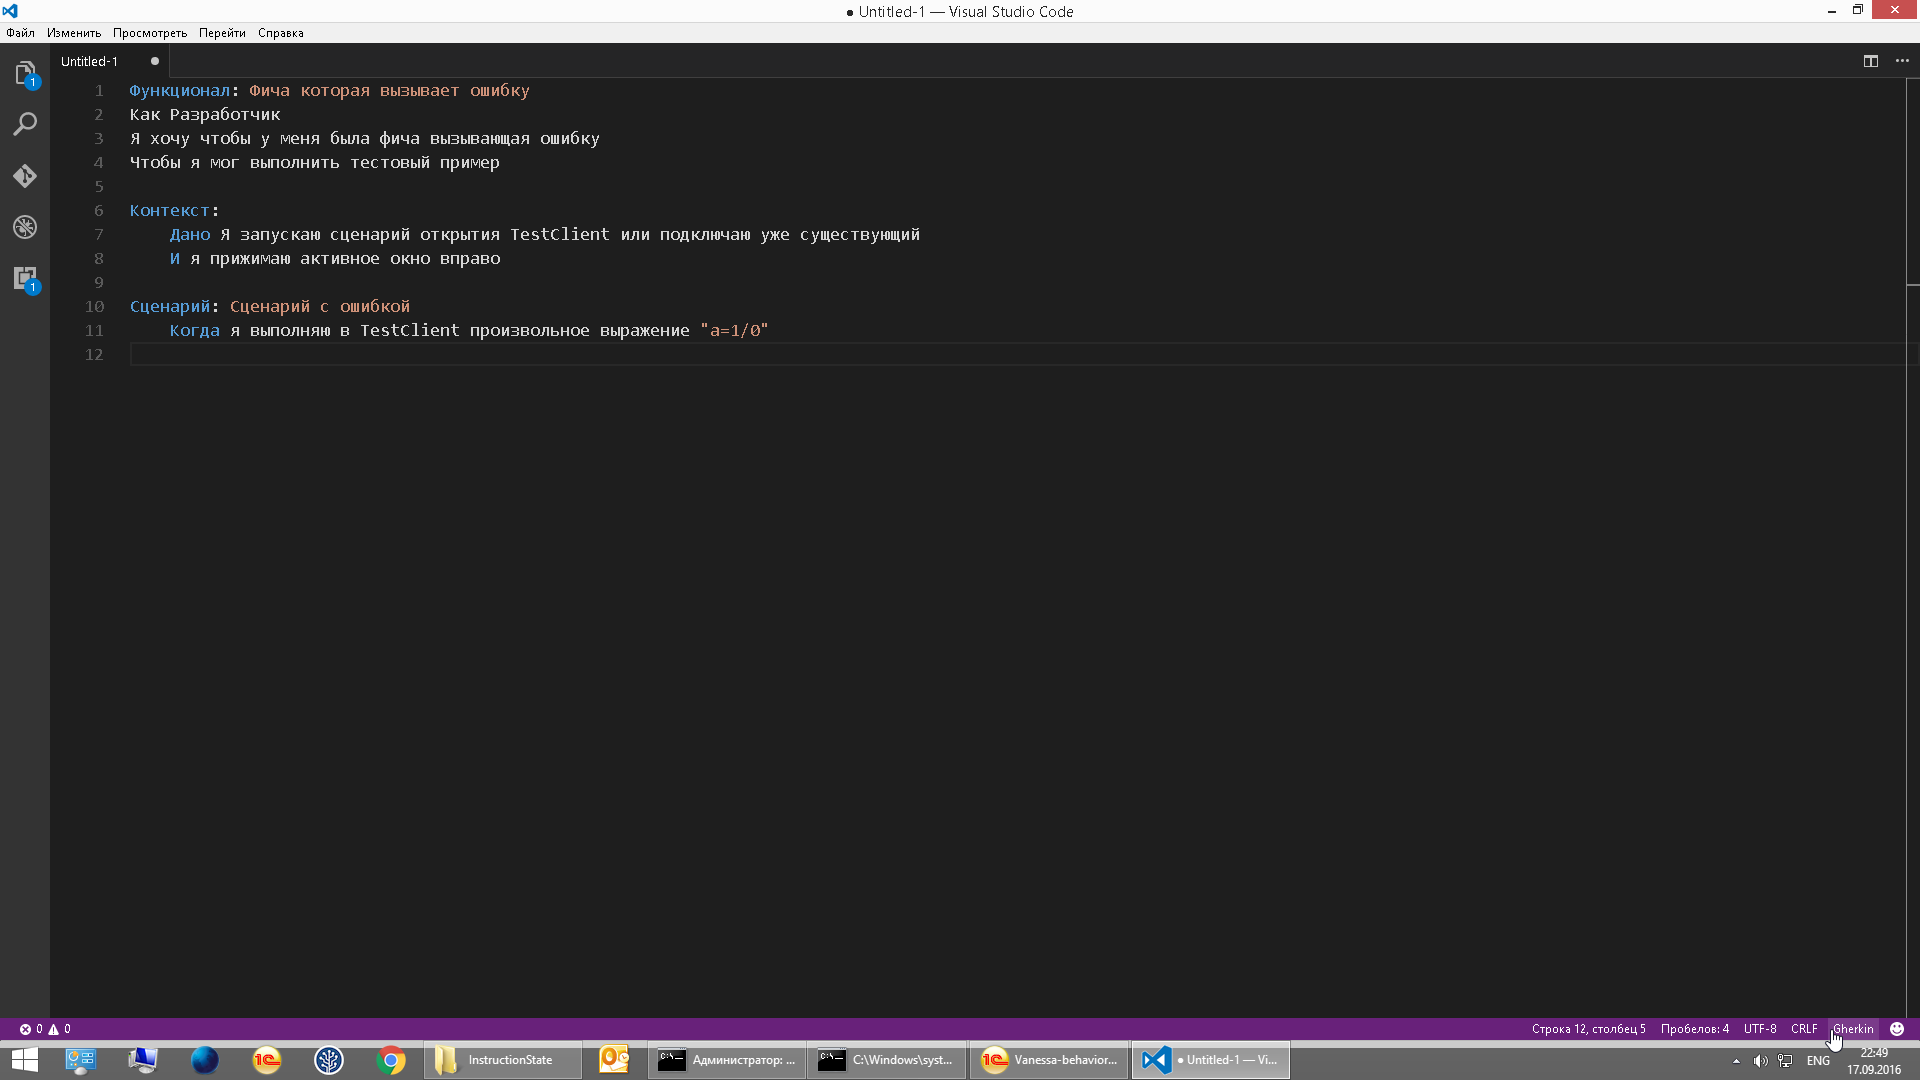 ● Untitled-1 — Visual Studio Code
Файл Изменить Просмотреть Перейти Справка
Untitled-1
1 Функционал: Фича которая вызывает ошибку
2 Как Разработчик
3 Я хочу чтобы у меня была фича вызывающая ошибку
4 Чтобы я мог выполнить тестовый пример
5
6 Контекст:
7 Дано Я запускаю сценарий открытия TestClient или подключаю уже существующий
8 И я прижимаю активное окно вправо
9
10 Сценарий: Сценарий с ошибкой
11 Когда я выполняю в TestClient произвольное выражение "а=1/0"
12
1
1
0 0 Строка 12, столбец 5 Пробелов: 4 UTF-8 CRLF Gherkin
InstructionState Администратор: ... C:\Windows\syst... Vanessa-behavior... ● Untitled-1 — Vi... ENG 22:49
17.09.2016